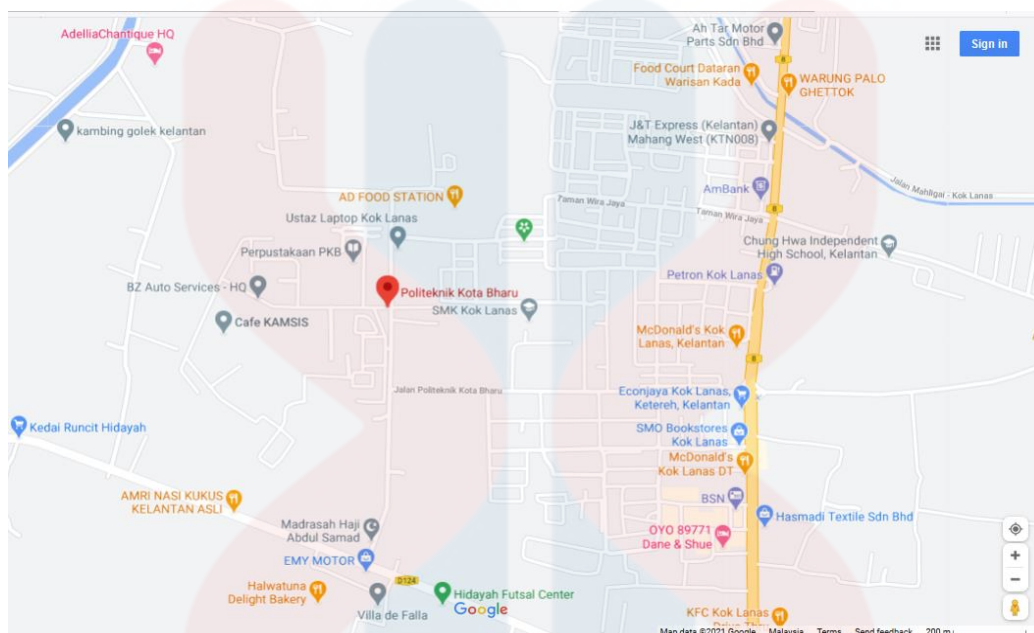 AdelliaChantique HQ
Ah Tar Motor
Parts Sdn Bhd
Sign in
Food Court Dataran
Warisan Kada
WARUNG PALO
GHETTOK
kambing golek kelantan
J&T Express (Kelantan)
Mahang West (KTN008)
8
Jalan Mahligai - Kok Lanas
AD FOOD STATION
AmBank
Taman Wira Jaya
8
Taman Wira Jaya
Ustaz Laptop Kok Lanas
Perpustakaan PKB
Chung Hwa Independent
High School, Kelantan
Petron Kok Lanas
BZ Auto Services - HQ
Politeknik Kota Bharu
SMK Kok Lanas
Cafe KAMSIS
McDonald's Kok
Lanas, Kelantan
8
Jalan Politeknik Kota Bharu
Econjaya Kok Lanas,
Ketereh, Kelantan
Kedai Runcit Hidayah
SMO Bookstores
Kok Lanas
McDonald's
Kok Lanas DT
AMRI NASI KUKUS
KELANTAN ASLI
BSN
Hasmadi Textile Sdn Bhd
Madrasah Haji
Abdul Samad
OYO 89771
Dane & Shue
EMY MOTOR
D124
Halwatuna
Delight Bakery
Hidayah Futsal Center
Villa de Falla
Google
KFC Kok Lanas
Drive Thru
Map data ©2021 Google Malaysia Terms Send feedback 200 m